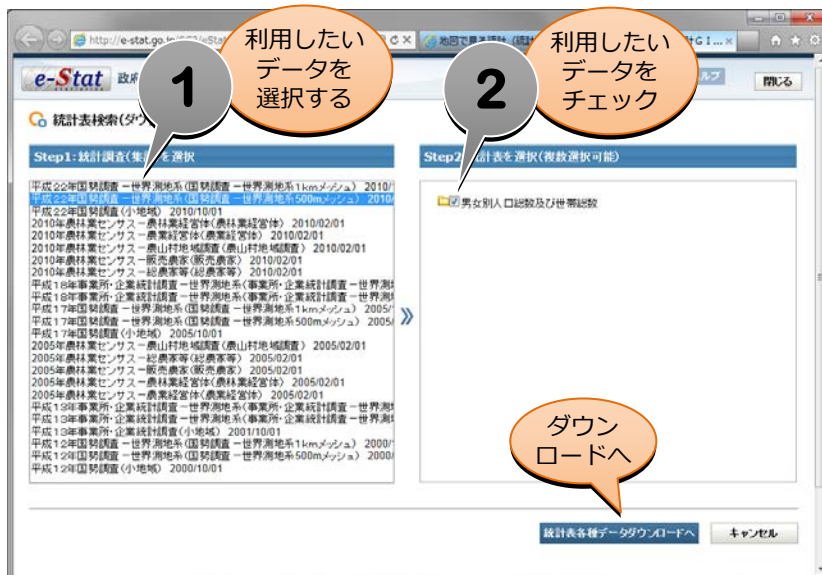 http://e-stat.go.jp/
地図で見る統計 (統計
利用したい
データを
選択する
利用したい
データを
チェック
1
2
e-Stat 政府
ヘルプ
閉じる
統計表検索(ダウ
Step1:統計調査(集
を選択
Step2
計表を選択(複数選択可能)
平成22年国勢調査-世界測地系(国勢調査-世界測地系1kmメッシュ) 2010/
平成22年国勢調査-世界測地系(国勢調査-世界測地系500mメッシュ) 2010/
平成22年国勢調査(小地域) 2010/10/01
2010年農林業センサス-農林業経営体(農林業経営体) 2010/02/01
2010年農林業センサス-農業経営体(農業経営体) 2010/02/01
2010年農林業センサス-農山村地域調査(農山村地域調査) 2010/02/01
2010年農林業センサス-販売農家(販売農家) 2010/02/01
2010年農林業センサス-総農家等(総農家等) 2010/02/01
平成18年事業所・企業統計調査-世界測地系(事業所・企業統計調査-世界測
平成18年事業所・企業統計調査-世界測地系(事業所・企業統計調査-世界測
平成17年国勢調査-世界測地系(国勢調査-世界測地系1kmメッシュ) 2005/
平成17年国勢調査-世界測地系(国勢調査-世界測地系500mメッシュ) 2005/
平成17年国勢調査(小地域) 2005/10/01
2005年農林業センサス-農山村地域調査(農山村地域調査) 2005/02/01
2005年農林業センサス-総農家等(総農家等) 2005/02/01
2005年農林業センサス-販売農家(販売農家) 2005/02/01
2005年農林業センサス-農林業経営体(農林業経営体) 2005/02/01
2005年農林業センサス-農業経営体(農業経営体) 2005/02/01
平成13年事業所・企業統計調査-世界測地系(事業所・企業統計調査-世界測
平成13年事業所・企業統計調査-世界測地系(事業所・企業統計調査-世界測
平成13年事業所・企業統計調査(小地域) 2001/10/01
平成12年国勢調査-世界測地系(国勢調査-世界測地系1kmメッシュ) 2000/
平成12年国勢調査-世界測地系(国勢調査-世界測地系500mメッシュ) 2000/
平成12年国勢調査(小地域) 2000/10/01
男女別人口総数及び世帯総数
ダウン
ロードへ
統計表各種データダウンロードへ
キャンセル